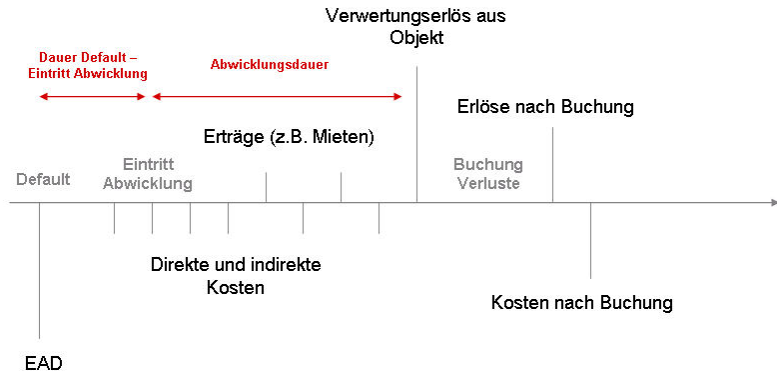 Verwertungserlös aus
Objekt
Dauer Default –
Eintritt Abwicklung
Abwicklungsdauer
Erlöse nach Buchung
Erträge (z.B. Mieten)
Default
Eintritt
Abwicklung
Buchung
Verluste
Direkte und indirekte
Kosten
Kosten nach Buchung
EAD